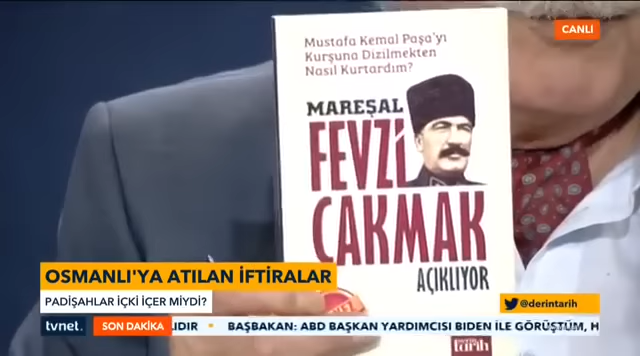 CANLI
Mustafa Kemal Paşa'yı
Kurşuna Dizilmekten
Nasıl Kurtardım?
MAREŞAL
FEVZİ
ÇAKMAK
AÇIKLIYOR
OSMANLI'YA ATILAN İFTİRALAR
PADİŞAHLAR İÇKİ İÇER MİYDİ?
@derintarih
tarih
tvnet
SON DAKİKA
LIDIR • BAŞBAKAN: ABD BAŞKAN YARDIMCISI BIDEN İLE GÖRÜŞTÜM, H